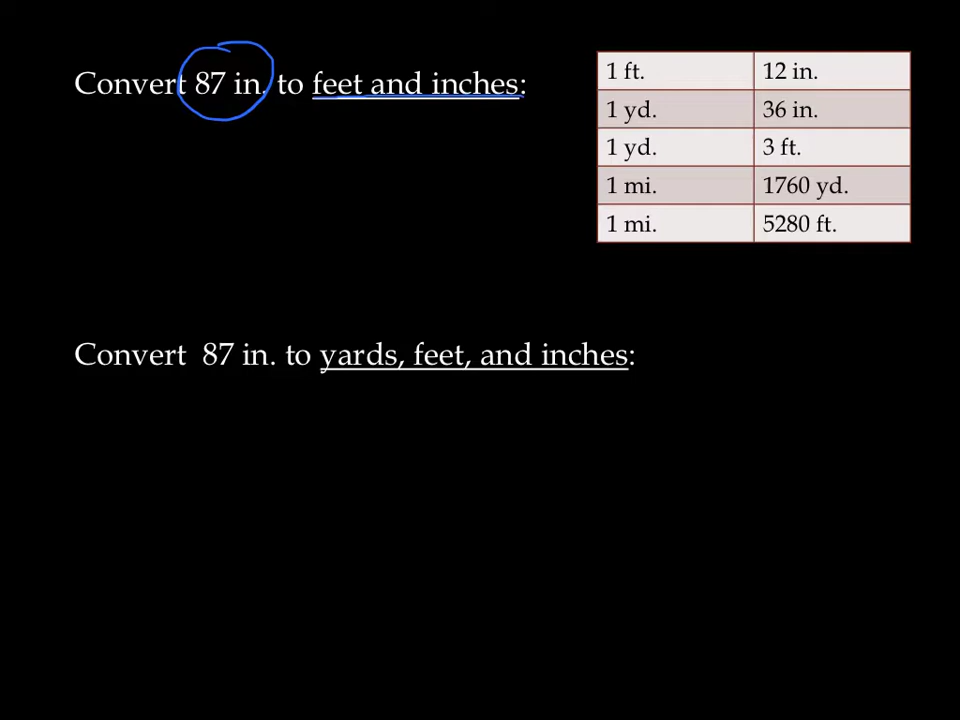 Convert 87 in. to feet and inches:
1 ft. 12 in.
1 yd. 36 in.
1 yd. 3 ft.
1 mi. 1760 yd.
1 mi. 5280 ft.
Convert 87 in. to yards, feet, and inches: